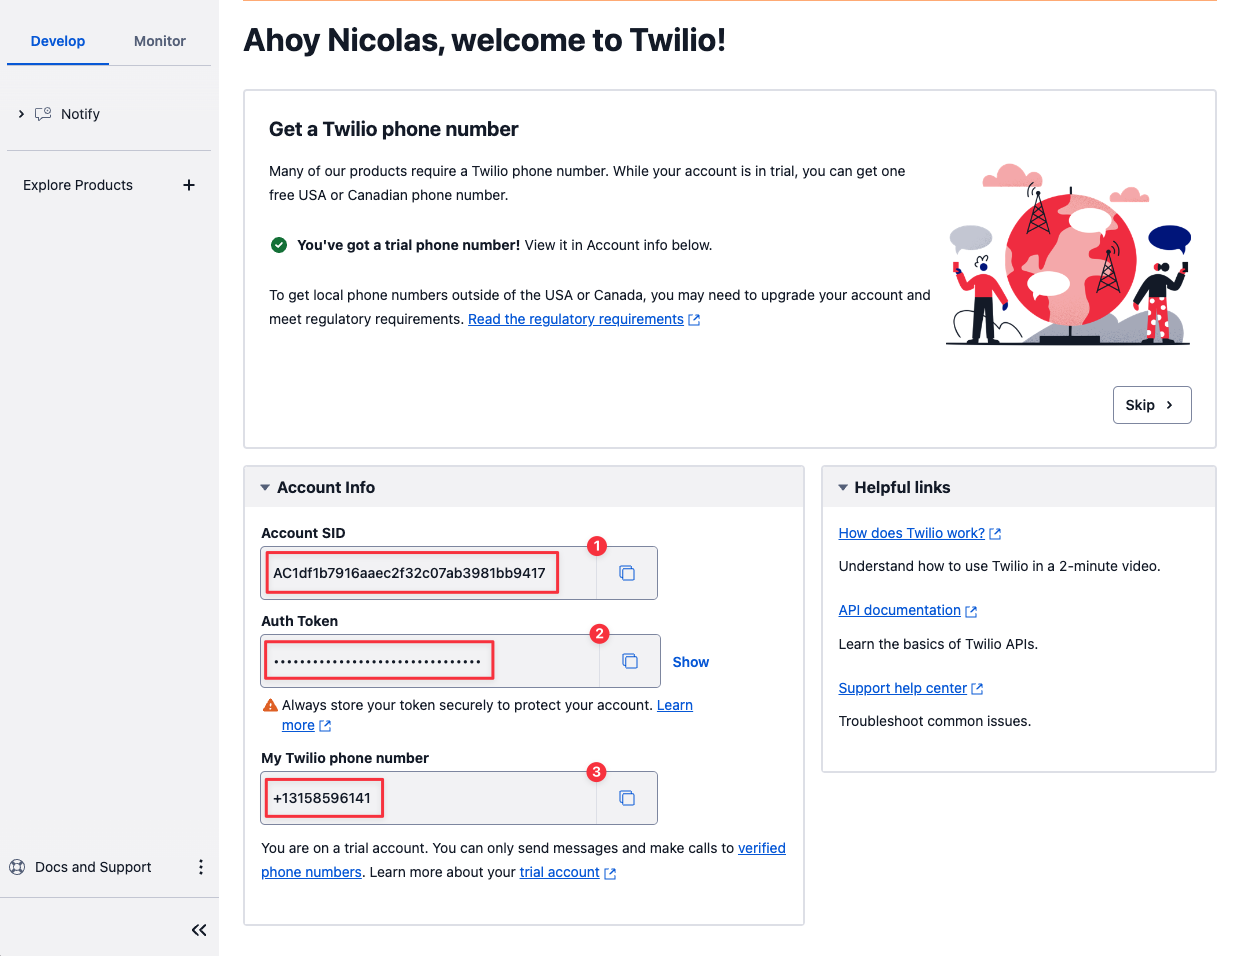 Develop
Monitor
Notify
Explore Products
Docs and Support
Ahoy Nicolas, welcome to Twilio!
Get a Twilio phone number
Many of our products require a Twilio phone number. While your account is in trial, you can get one
free USA or Canadian phone number.
You've got a trial phone number! View it in Account info below.
To get local phone numbers outside of the USA or Canada, you may need to upgrade your account and
meet regulatory requirements. Read the regulatory requirements
Skip
Account Info
Account SID
1
AC1df1b7916aaec2f32c07ab3981bb9417
Auth Token
2
••••••••••••••••••••••••••••••••
Show
Always store your token securely to protect your account. Learn
more
My Twilio phone number
3
+13158596141
You are on a trial account. You can only send messages and make calls to verified
phone numbers. Learn more about your trial account
Helpful links
How does Twilio work?
Understand how to use Twilio in a 2-minute video.
API documentation
Learn the basics of Twilio APIs.
Support help center
Troubleshoot common issues.